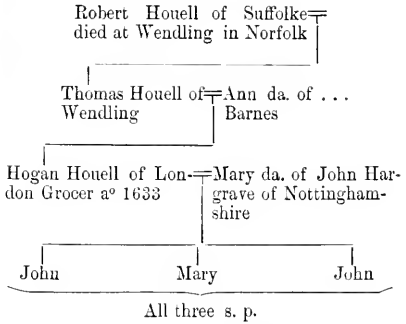 Robert Houell of Suffolke
died at Wendling in Norfolk
Thomas Houell of Ann da. of ...
Wendling Barnes
Hogan Houell of Lon- Mary da. of John Har-
don Grocer aº 1633 grave of Nottingham-
shire
John Mary John
All three s. p.